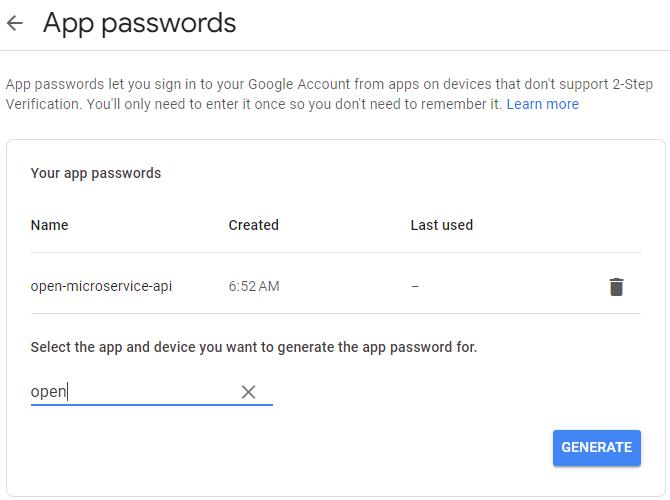 App passwords
App passwords let you sign in to your Google Account from apps on devices that don't support 2-Step
Verification. You'll only need to enter it once so you don't need to remember it. Learn more
Your app passwords
Name Created Last used
open-microservice-api 6:52 AM –
Select the app and device you want to generate the app password for.
open
GENERATE